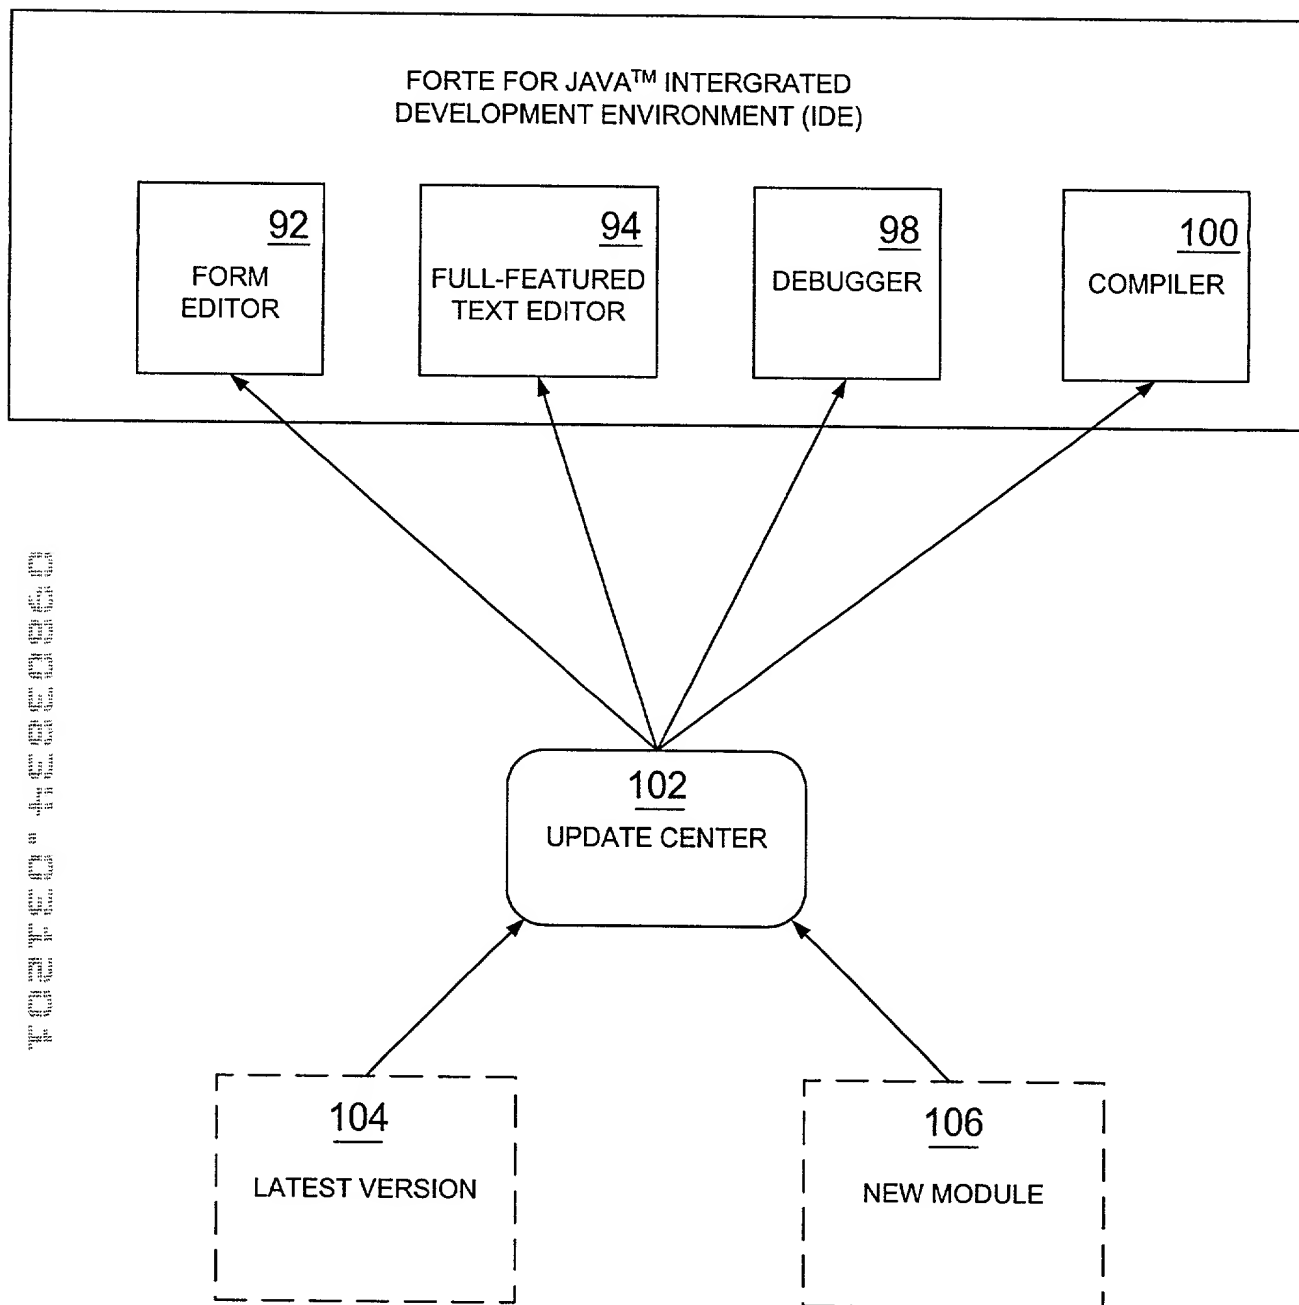 FORTE FOR JAVA™ INTERGRATED
DEVELOPMENT ENVIRONMENT (IDE)
92
FORM
EDITOR
94
FULL-FEATURED
TEXT EDITOR
98
DEBUGGER
100
COMPILER
102
UPDATE CENTER
104
LATEST VERSION
106
NEW MODULE